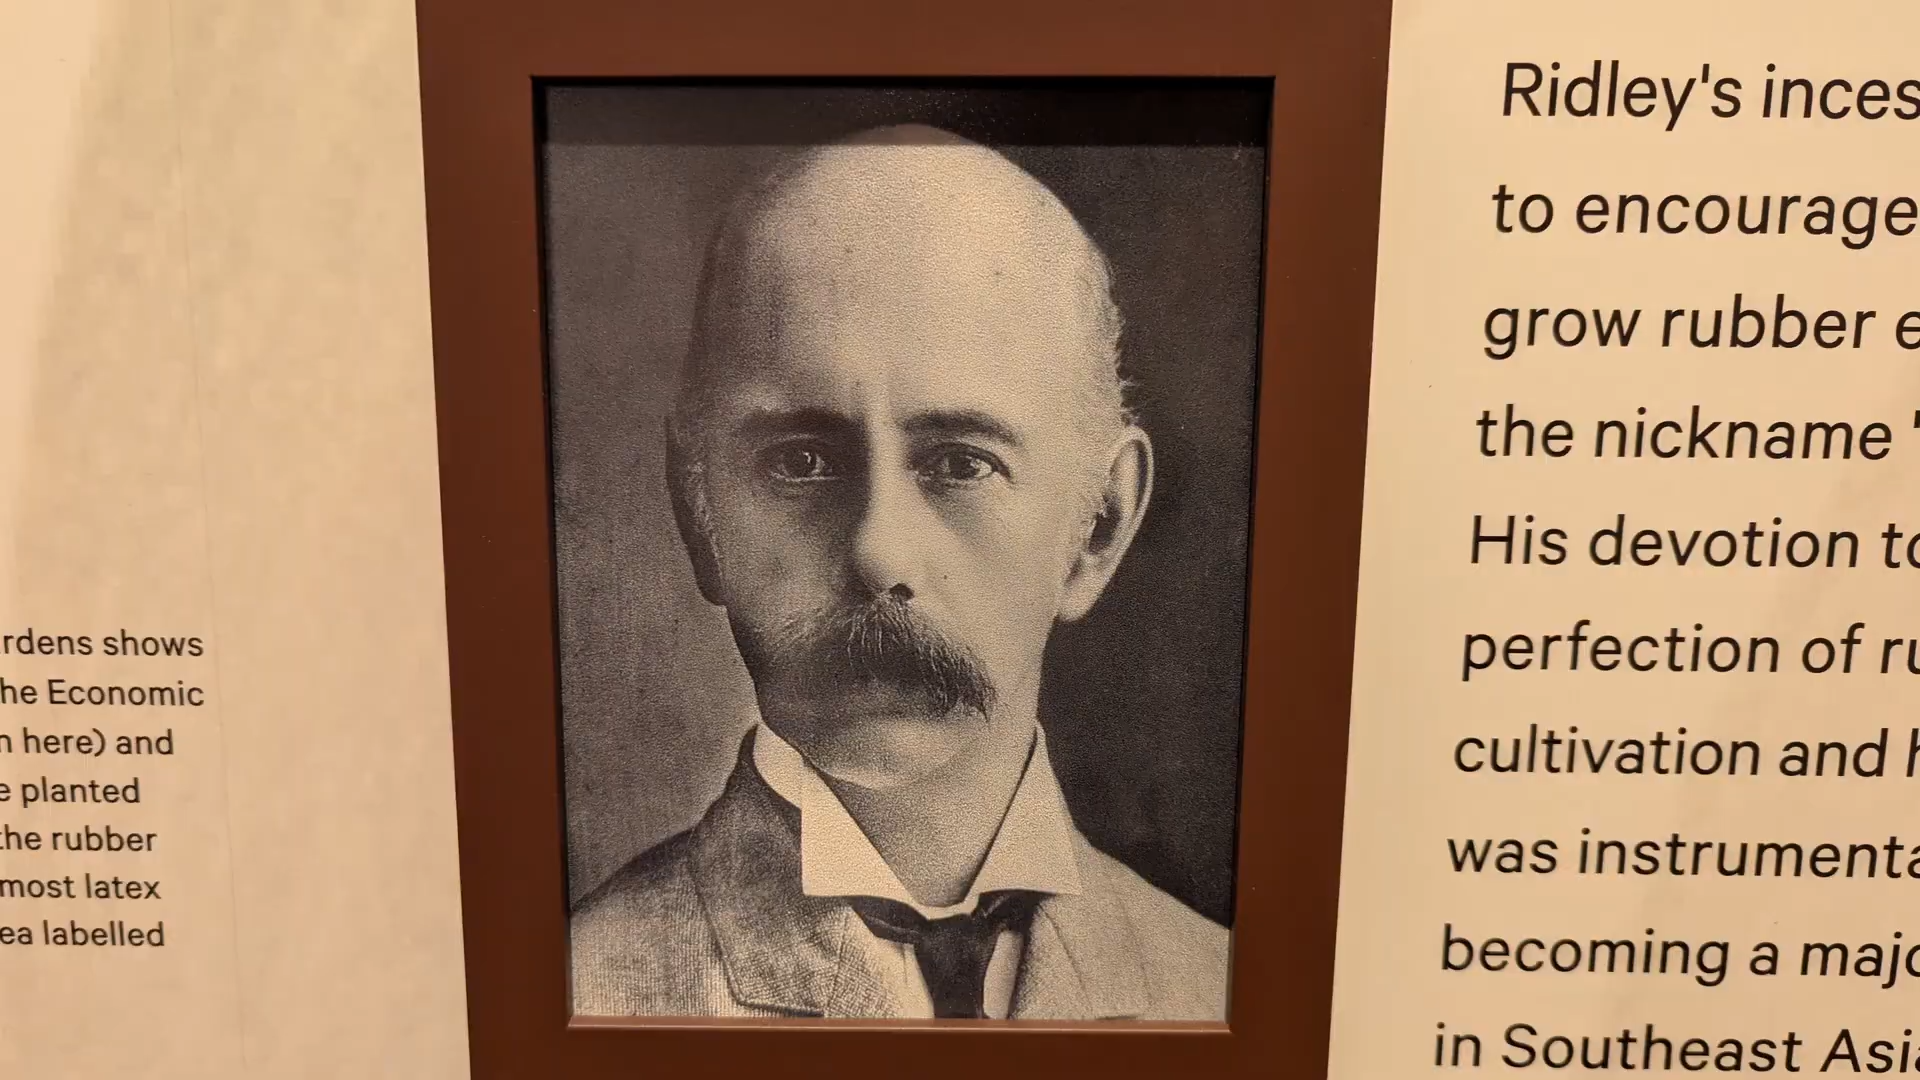 rdens shows
he Economic
n here) and
e planted
the rubber
most latex
ea labelled
Ridley's inces
to encourage
grow rubber e
the nickname '
His devotion to
perfection of ru
cultivation and h
was instrumenta
becoming a majo
in Southeast Asia